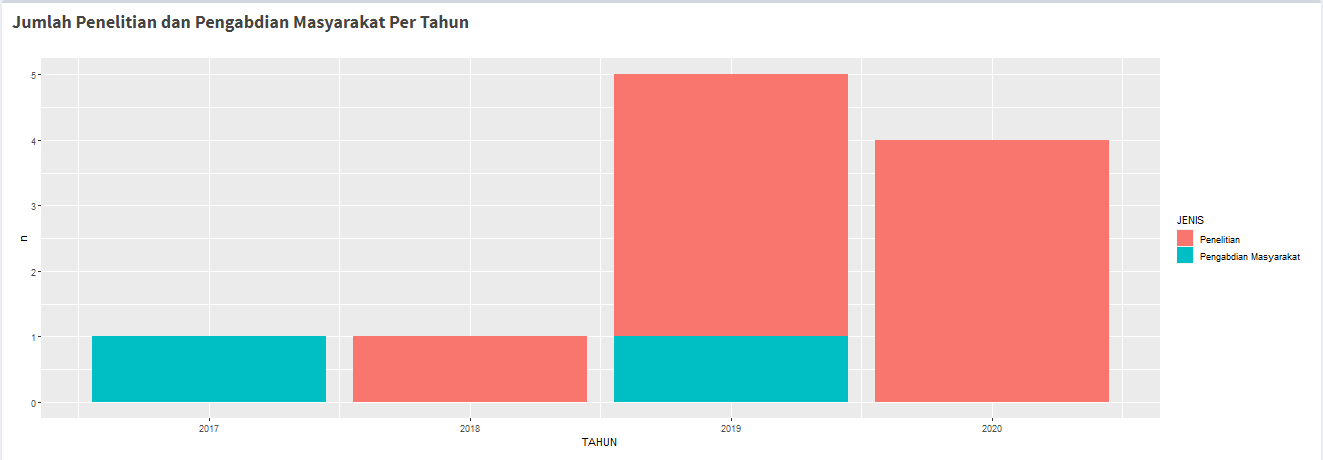 Jumlah Penelitian dan Pengabdian Masyarakat Per Tahun
5
4
3
2
1
0
n
2017
2018
2019
2020
TAHUN
JENIS
Penelitian
Pengabdian Masyarakat